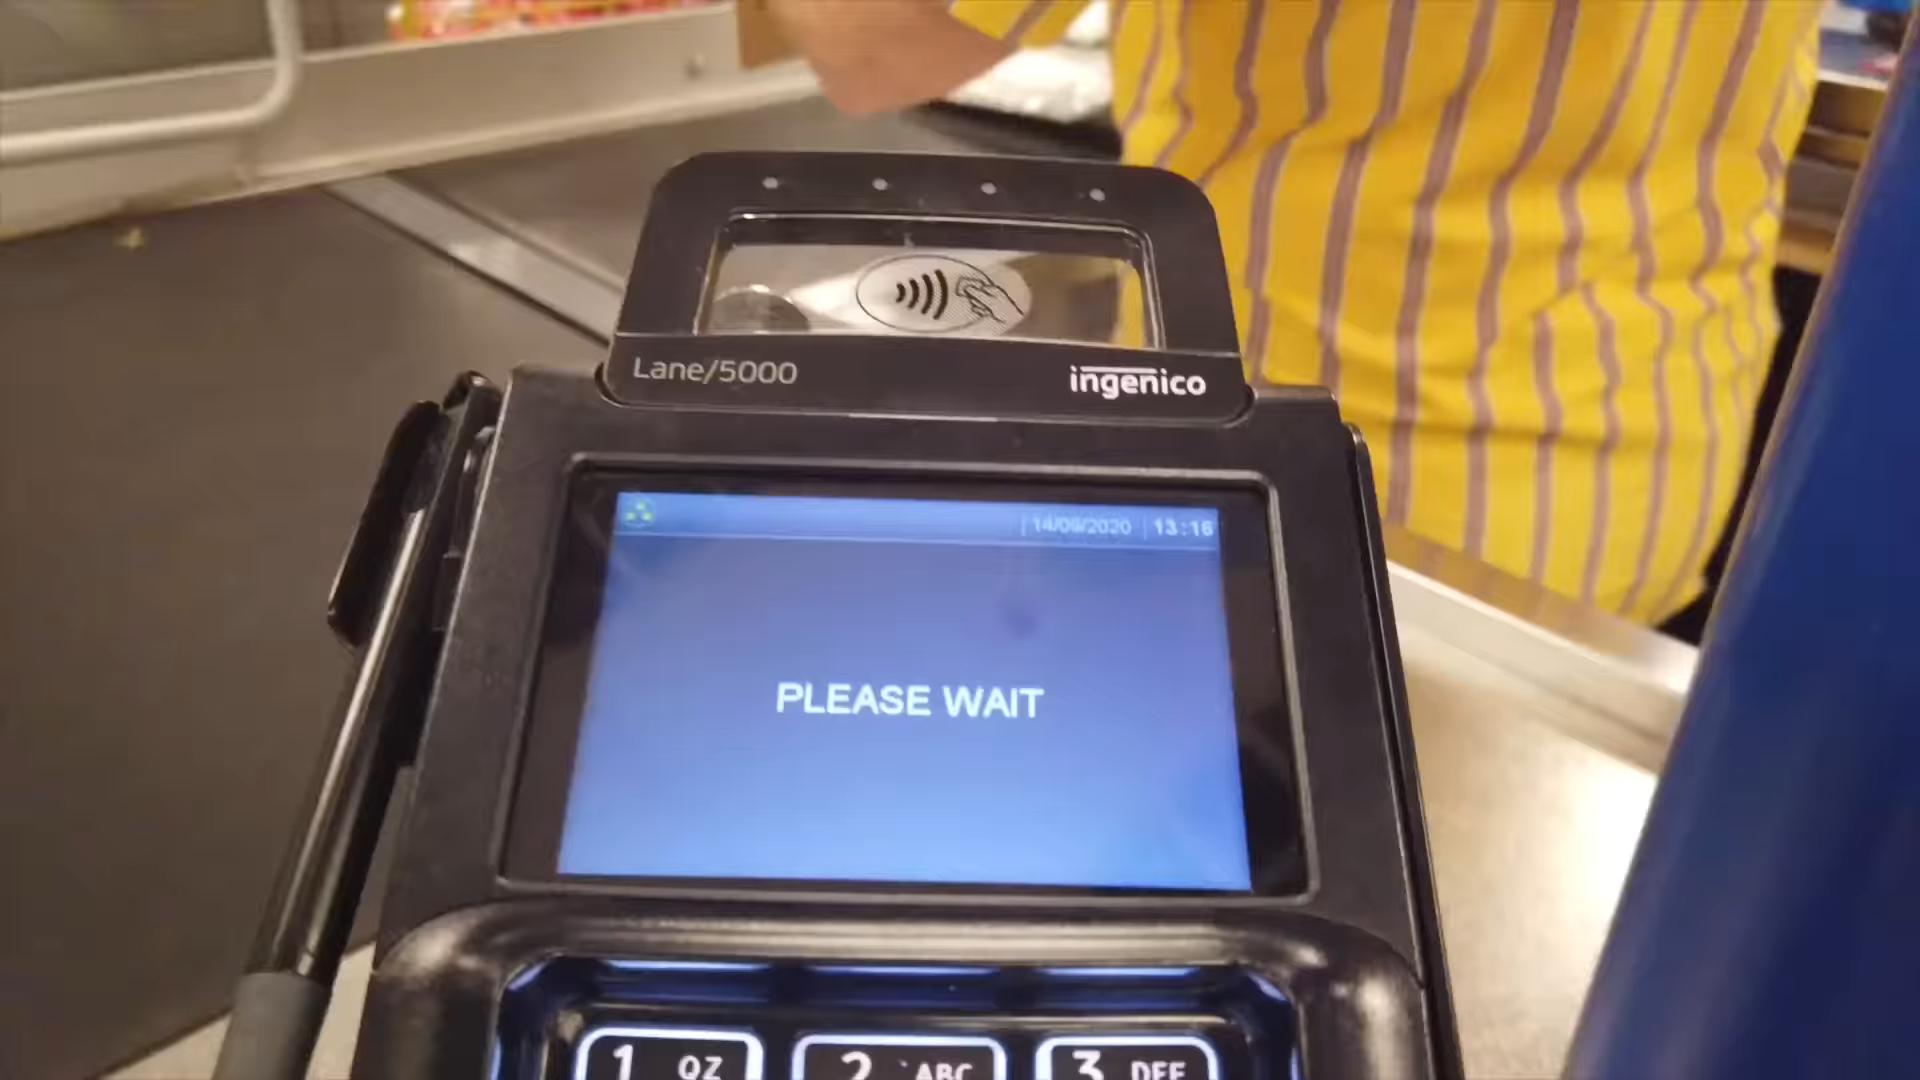 Lane/5000
ingenico
14/09/2020 13:16
PLEASE WAIT
1 QZ 2 ABC 3 DEF